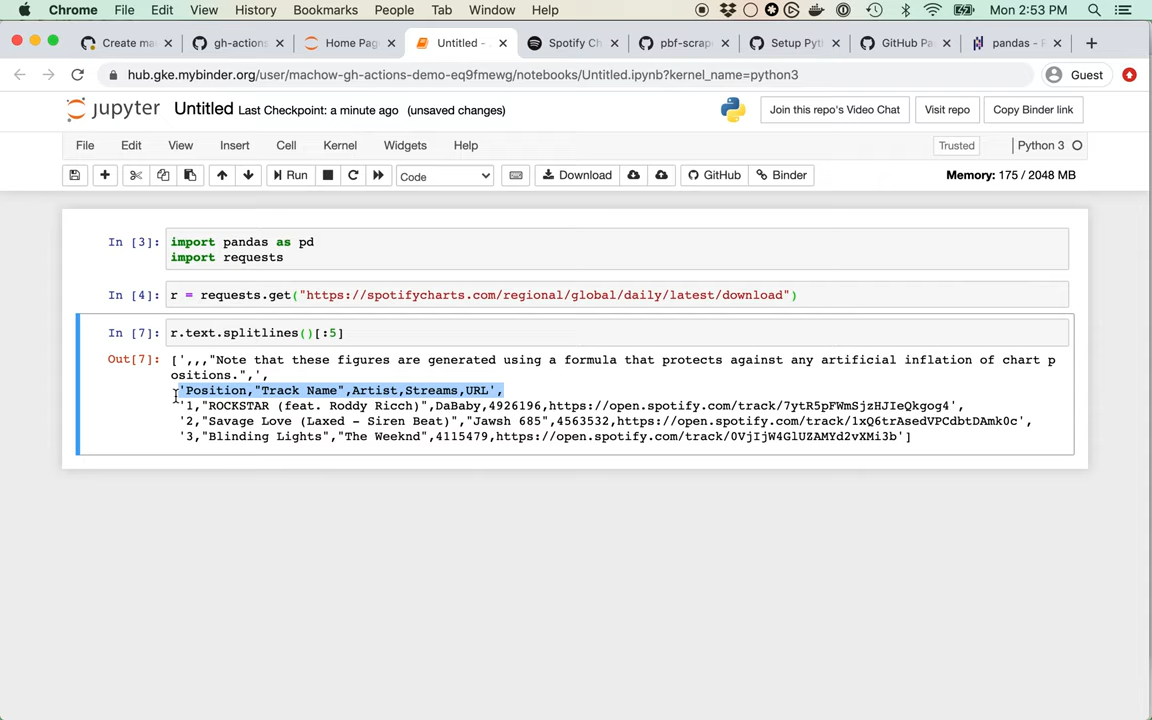 Chrome File Edit View History Bookmarks People Tab Window Help Mon 2:53 PM
Create ma
gh-actions
Home Pag
Untitled -
Spotify Ch
pbf-scrap
Setup Pyth
GitHub Pa
pandas - P
hub.gke.mybinder.org/user/machow-gh-actions-demo-eq9fmewg/notebooks/Untitled.ipynb?kernel_name=python3
Guest
jupyter Untitled Last Checkpoint: a minute ago (unsaved changes)
Join this repo's Video Chat
Visit repo
Copy Binder link
File Edit View Insert Cell Kernel Widgets Help
Trusted
Python 3
Run
Code
Download
GitHub
Binder
Memory: 175 / 2048 MB
In [3]: import pandas as pd
import requests
In [4]: r = requests.get("https://spotifycharts.com/regional/global/daily/latest/download")
In [7]: r.text.splitlines()[:5]
Out[7]: [',,,"Note that these figures are generated using a formula that protects against any artificial inflation of chart p
ositions.",',
'Position,"Track Name",Artist,Streams,URL',
'1,"ROCKSTAR (feat. Roddy Ricch)",DaBaby,4926196,https://open.spotify.com/track/7ytR5pFWmSjzHJIeQkgog4',
'2,"Savage Love (Laxed - Siren Beat)","Jawsh 685",4563532,https://open.spotify.com/track/1xQ6trAsedVPCdbtDAmk0c',
'3,"Blinding Lights","The Weeknd",4115479,https://open.spotify.com/track/0VjIjW4GlUZAMYd2vXMi3b']